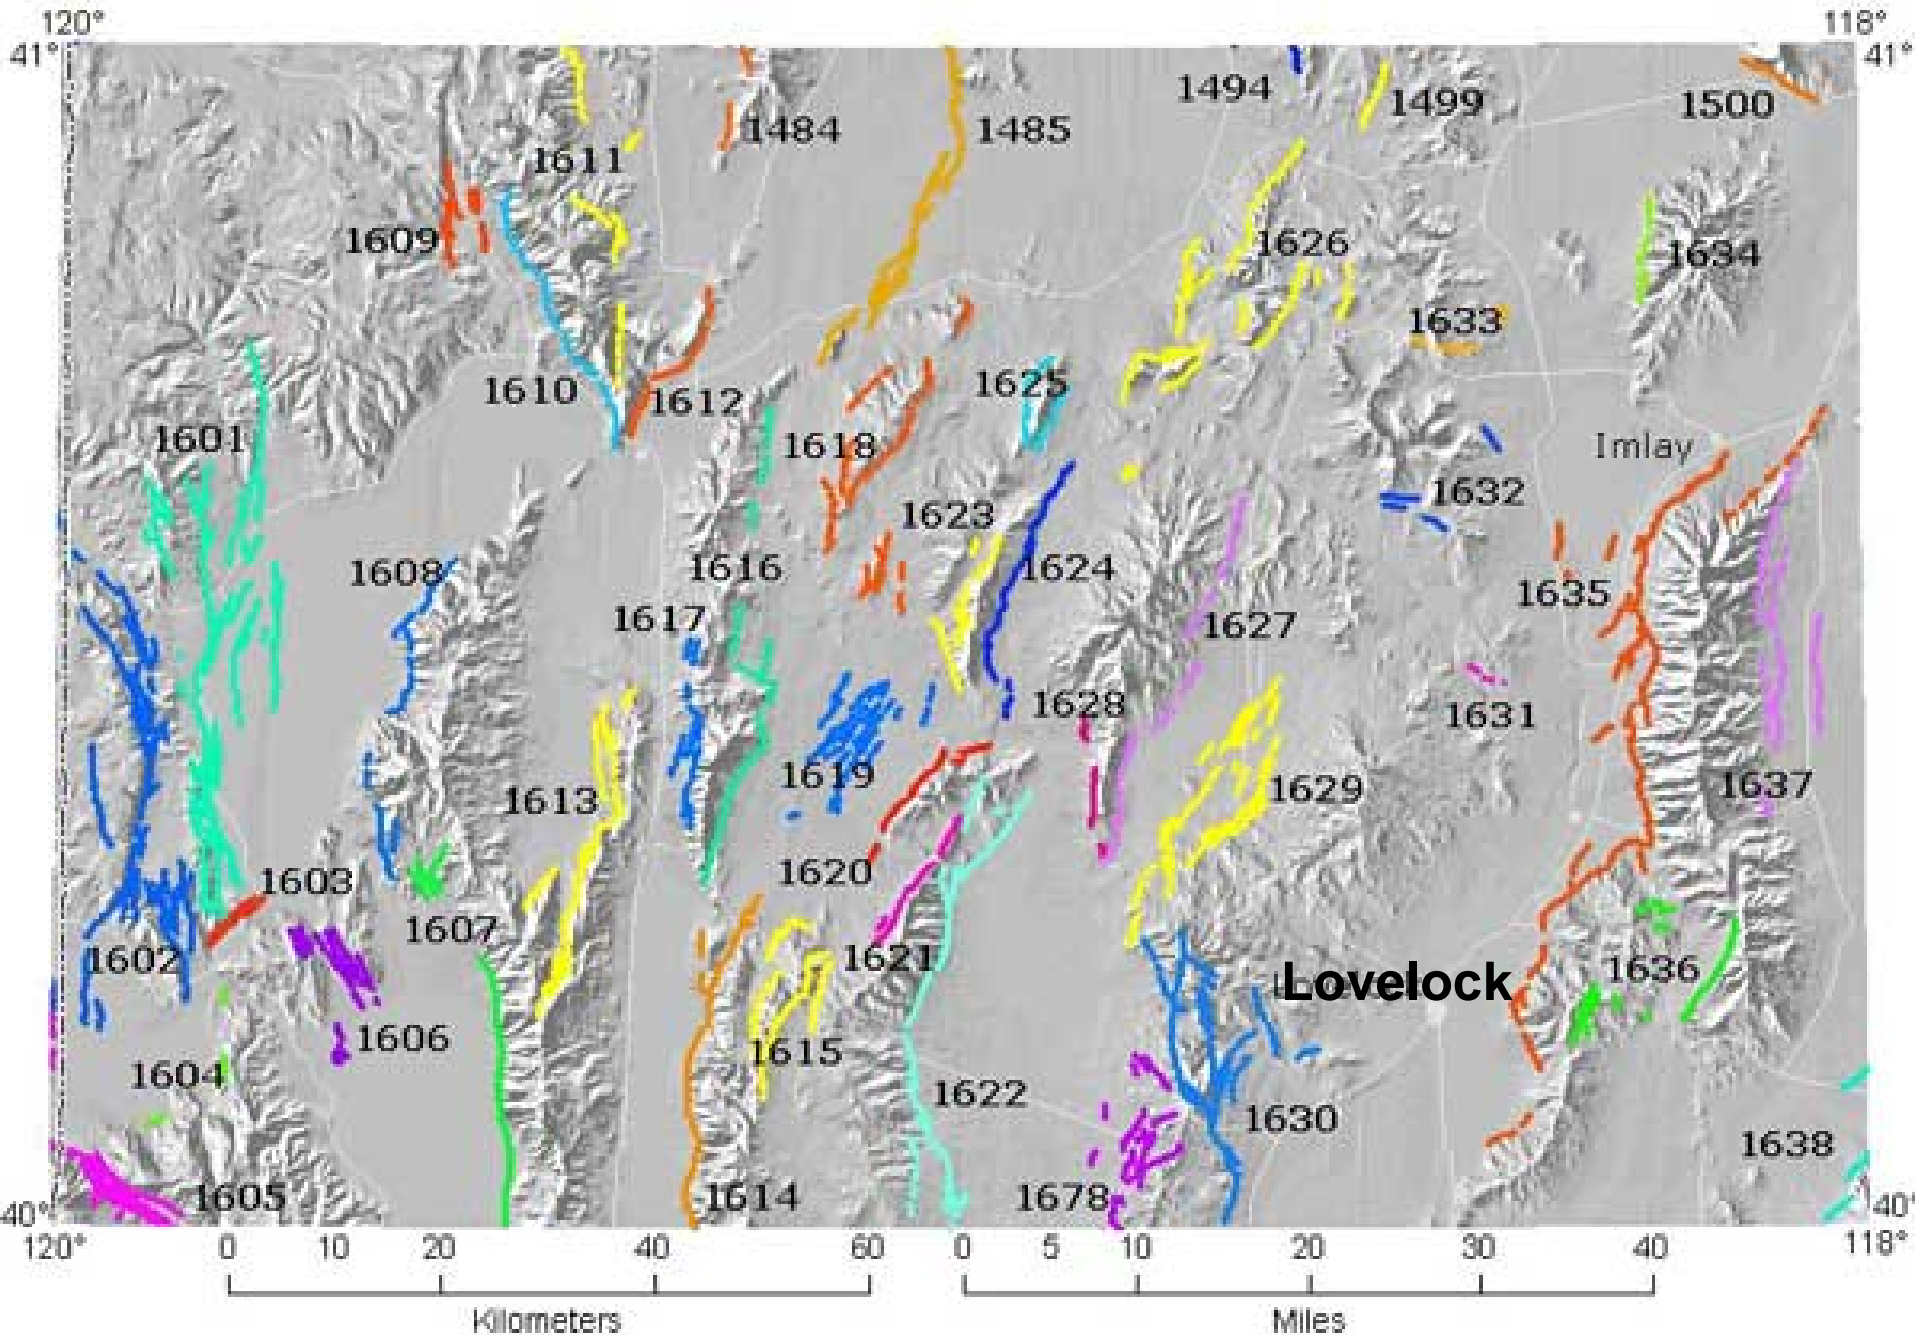 120° 118°
41° 41°
1494 1499 1500
1484 1485
1611
1609 1626 1634
1633
1610 1612 1625
1601 1618 Imlay
1623 1632
1608 1616 1624
1617 1627 1635
1628 1631
1613 1619 1629 1637
1603 1620
1607
1602 1621 Lovelock 1636
1606 1615
1604 1622
1630
1638
1605 1614 1678
40° 40°
120° 0 10 20 40 60 0 5 10 20 30 40 118°
Kilometers Miles